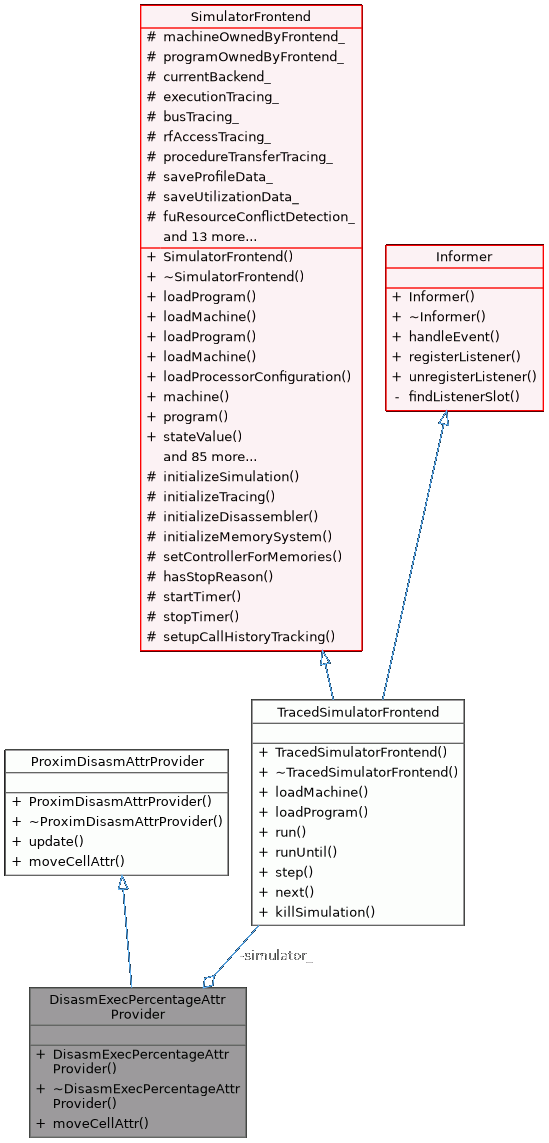 SimulatorFrontend
# machineOwnedByFrontend_
# programOwnedByFrontend_
# currentBackend_
# executionTracing_
# busTracing_
# rfAccessTracing_
# procedureTransferTracing_
# saveProfileData_
# saveUtilizationData_
# fuResourceConflictDetection_
and 13 more...
+ SimulatorFrontend()
+ ~SimulatorFrontend()
+ loadProgram()
+ loadMachine()
+ loadProgram()
+ loadMachine()
+ loadProcessorConfiguration()
+ machine()
+ program()
+ stateValue()
and 85 more...
# initializeSimulation()
# initializeTracing()
# initializeDisassembler()
# initializeMemorySystem()
# setControllerForMemories()
# hasStopReason()
# startTimer()
# stopTimer()
# setupCallHistoryTracking()
Informer
+ Informer()
+ ~Informer()
+ handleEvent()
+ registerListener()
+ unregisterListener()
- findListenerSlot()
TracedSimulatorFrontend
+ TracedSimulatorFrontend()
+ ~TracedSimulatorFrontend()
+ loadMachine()
+ loadProgram()
+ run()
+ runUntil()
+ step()
+ next()
+ killSimulation()
ProximDisasmAttrProvider
+ ProximDisasmAttrProvider()
+ ~ProximDisasmAttrProvider()
+ update()
+ moveCellAttr()
-simulator_
DisasmExecPercentageAttr
Provider
+ DisasmExecPercentageAttr
Provider()
+ ~DisasmExecPercentageAttr
Provider()
+ moveCellAttr()